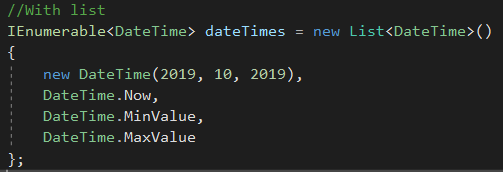 //With list
IEnumerable<DateTime> dateTimes = new List<DateTime>()
{
    new DateTime(2019, 10, 2019),
    DateTime.Now,
    DateTime.MinValue,
    DateTime.MaxValue
};